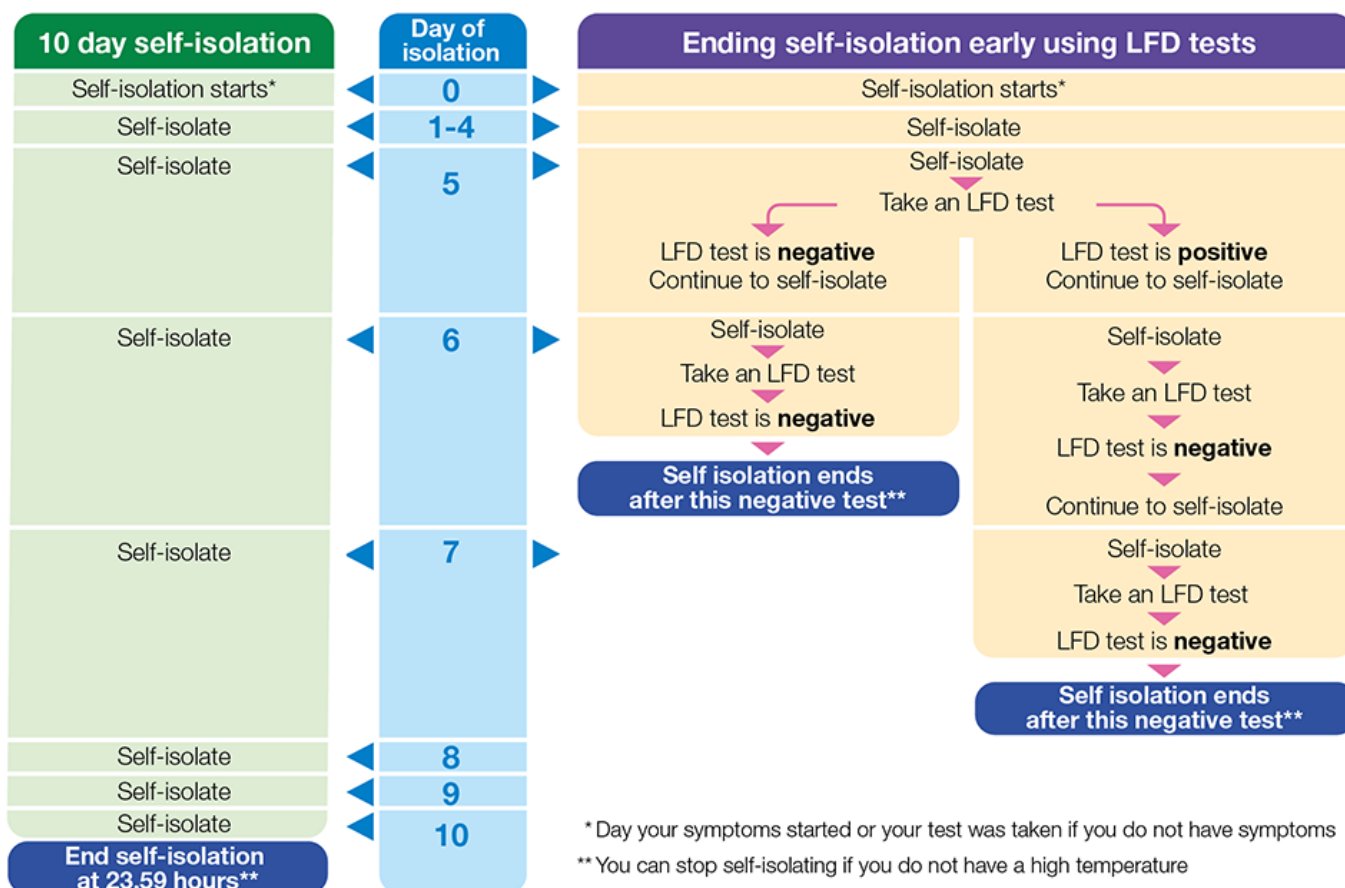 10 day self-isolation
Day of
isolation
Ending self-isolation early using LFD tests
Self-isolation starts*
0
Self-isolation starts*
Self-isolate
1-4
Self-isolate
Self-isolate
5
Self-isolate
Take an LFD test
LFD test is negative
Continue to self-isolate
LFD test is positive
Continue to self-isolate
Self-isolate
6
Self-isolate
Take an LFD test
LFD test is negative
Self isolation ends
after this negative test**
Self-isolate
Take an LFD test
LFD test is negative
Continue to self-isolate
Self-isolate
7
Self-isolate
Take an LFD test
LFD test is negative
Self isolation ends
after this negative test**
Self-isolate
8
Self-isolate
9
Self-isolate
10
End self-isolation
at 23.59 hours**
* Day your symptoms started or your test was taken if you do not have symptoms
** You can stop self-isolating if you do not have a high temperature